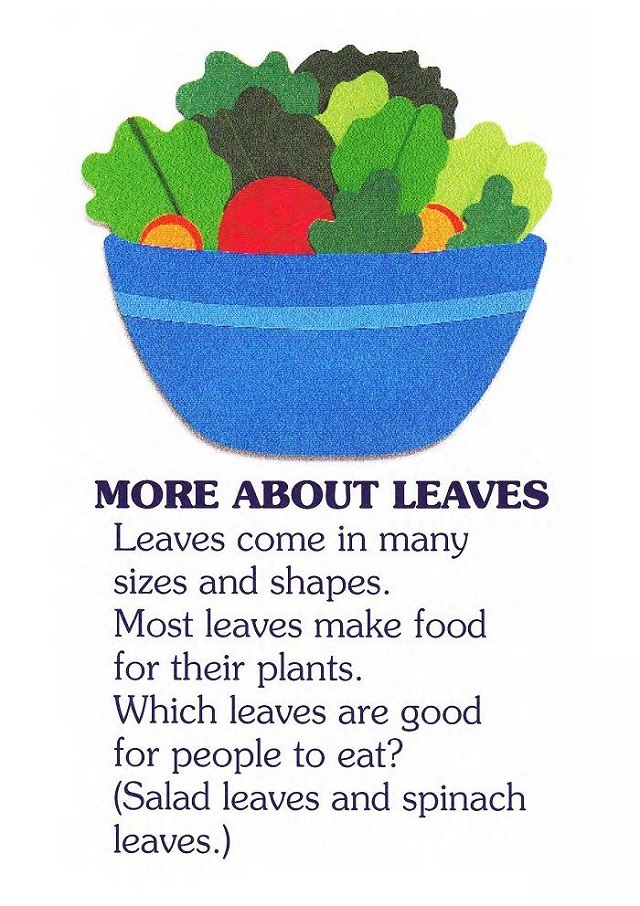 MORE ABOUT LEAVES
Leaves come in many
sizes and shapes.
Most leaves make food
for their plants.
Which leaves are good
for people to eat?
(Salad leaves and spinach
leaves.)